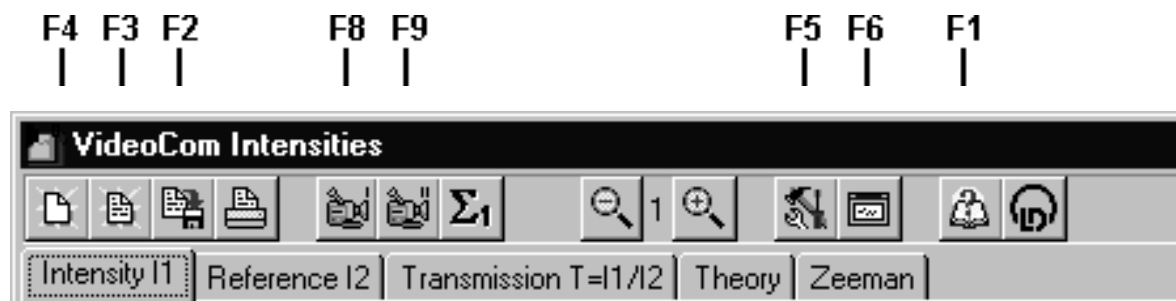 F4 F3 F2 F8 F9 F5 F6 F1
VideoCom Intensities
Σ1 1 LD
Intensity I1 Reference I2 Transmission T=I1/I2 Theory Zeeman